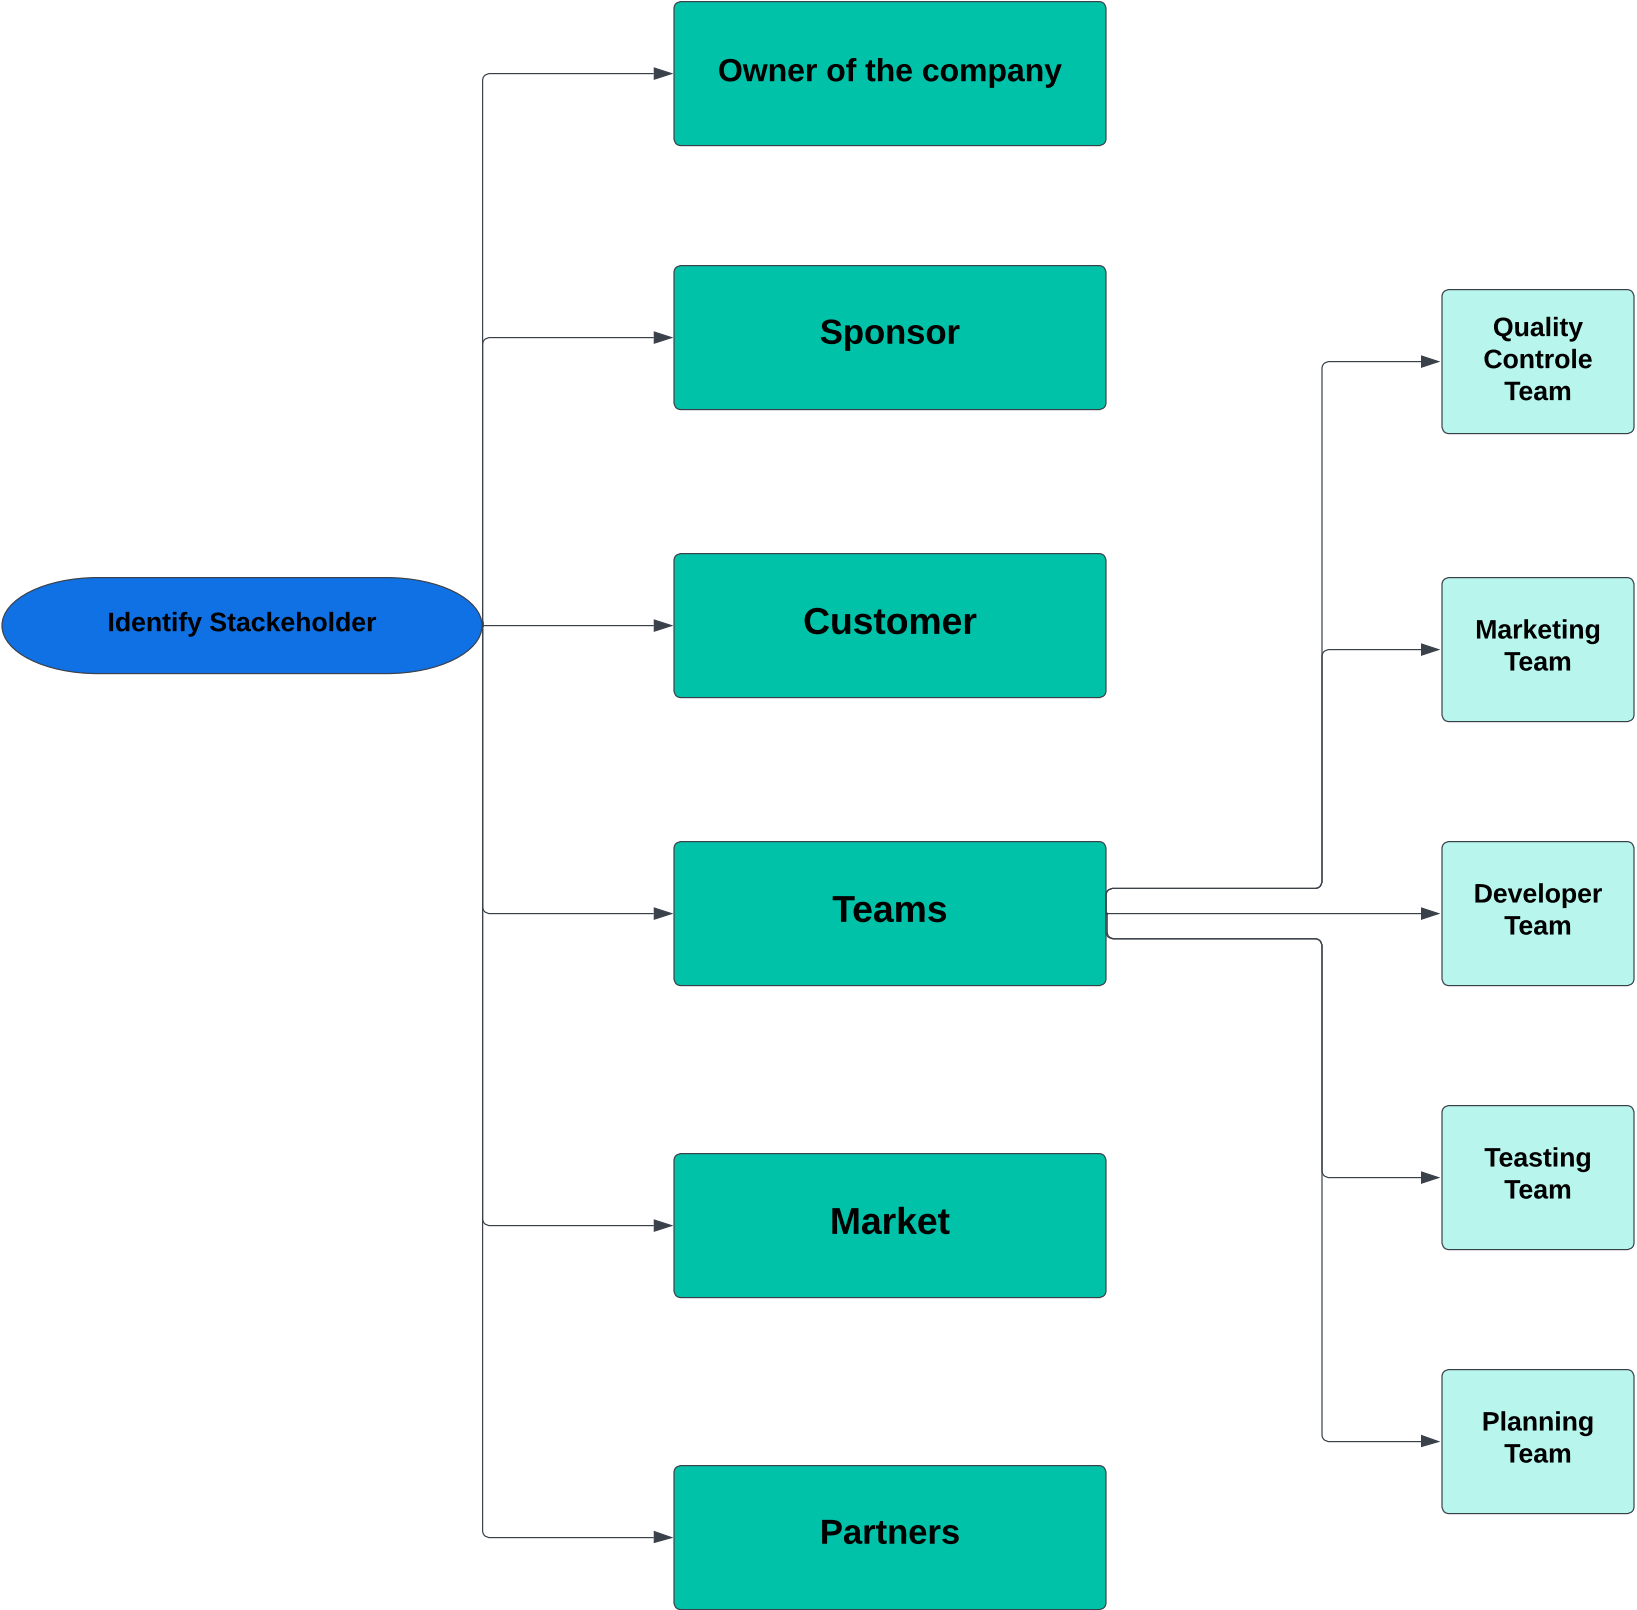 Owner of the company
Sponsor
Quality
Controle
Team
Customer
Identify Stackeholder
Marketing
Team
Teams
Developer
Team
Market
Teasting
Team
Partners
Planning
Team